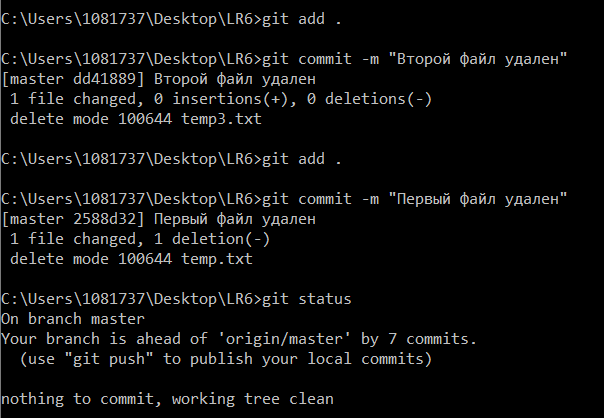 C:\Users\1081737\Desktop\LR6>git add .
C:\Users\1081737\Desktop\LR6>git commit -m "Второй файл удален"
[master dd41889] Второй файл удален
 1 file changed, 0 insertions(+), 0 deletions(-)
 delete mode 100644 temp3.txt
C:\Users\1081737\Desktop\LR6>git add .
C:\Users\1081737\Desktop\LR6>git commit -m "Первый файл удален"
[master 2588d32] Первый файл удален
 1 file changed, 1 deletion(-)
 delete mode 100644 temp.txt
C:\Users\1081737\Desktop\LR6>git status
On branch master
Your branch is ahead of 'origin/master' by 7 commits.
  (use "git push" to publish your local commits)
nothing to commit, working tree clean